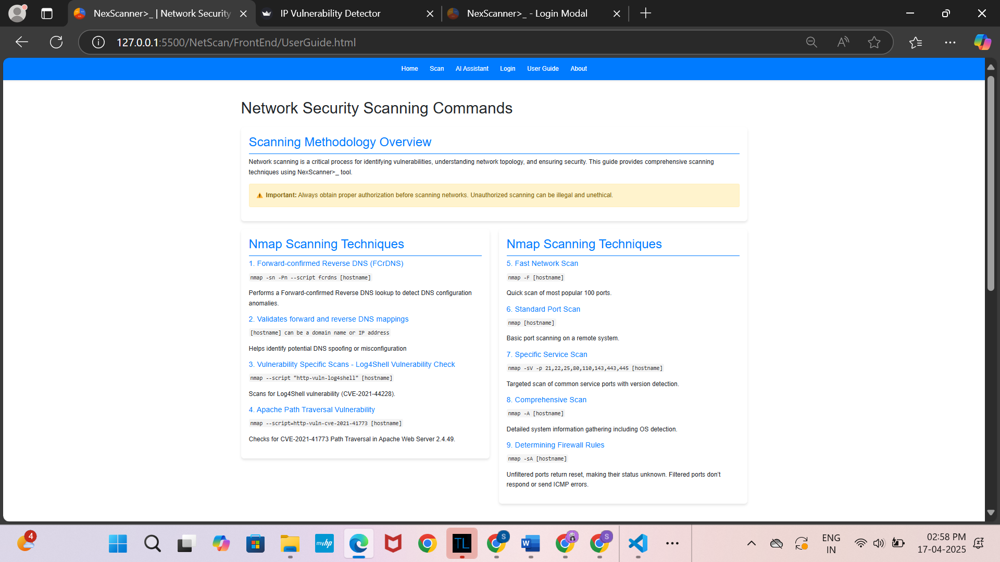 NexScanner>_ | Network Security
IP Vulnerability Detector
NexScanner>_ - Login Modal
127.0.0.1:5500/NetScan/FrontEnd/UserGuide.html
Home Scan AI Assistant Login User Guide About
Network Security Scanning Commands
Scanning Methodology Overview
Network scanning is a critical process for identifying vulnerabilities, understanding network topology, and ensuring security. This guide provides comprehensive scanning
techniques using NexScanner>_ tool.
⚠ Important: Always obtain proper authorization before scanning networks. Unauthorized scanning can be illegal and unethical.
Nmap Scanning Techniques
1. Forward-confirmed Reverse DNS (FCrDNS)
nmap -sn -Pn --script fcrdns [hostname]
Performs a Forward-confirmed Reverse DNS lookup to detect DNS configuration
anomalies.
2. Validates forward and reverse DNS mappings
[hostname] can be a domain name or IP address
Helps identify potential DNS spoofing or misconfiguration
3. Vulnerability Specific Scans - Log4Shell Vulnerability Check
nmap --script "http-vuln-log4shell" [hostname]
Scans for Log4Shell vulnerability (CVE-2021-44228).
4. Apache Path Traversal Vulnerability
nmap --script=http-vuln-cve-2021-41773 [hostname]
Checks for CVE-2021-41773 Path Traversal in Apache Web Server 2.4.49.
Nmap Scanning Techniques
5. Fast Network Scan
nmap -F [hostname]
Quick scan of most popular 100 ports.
6. Standard Port Scan
nmap [hostname]
Basic port scanning on a remote system.
7. Specific Service Scan
nmap -sV -p 21,22,25,80,110,143,443,445 [hostname]
Targeted scan of common service ports with version detection.
8. Comprehensive Scan
nmap -A [hostname]
Detailed system information gathering including OS detection.
9. Determining Firewall Rules
nmap -sA [hostname]
Unfiltered ports return reset, making their status unknown. Filtered ports don't
respond or send ICMP errors.
4
myhp
TL
S
W
S
ENG
IN
02:58 PM
17-04-2025